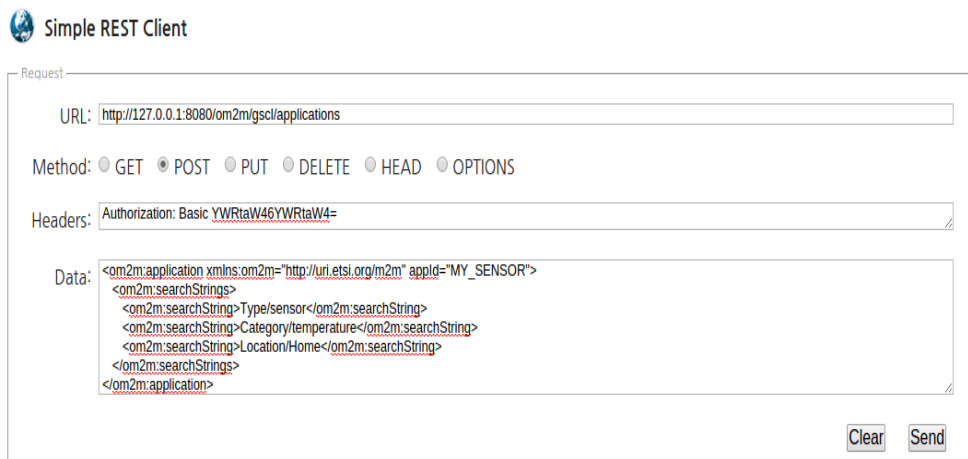 Simple REST Client
Request
URL: http://127.0.0.1:8080/om2m/gscl/applications
Method: GET POST PUT DELETE HEAD OPTIONS
Headers: Authorization: Basic YWRtaW46YWRtaW4=
Data: <om2m:application xmlns:om2m="http://uri.etsi.org/m2m" appId="MY_SENSOR">
<om2m:searchStrings>
<om2m:searchString>Type/sensor</om2m:searchString>
<om2m:searchString>Category/temperature</om2m:searchString>
<om2m:searchString>Location/Home</om2m:searchString>
</om2m:searchStrings>
</om2m:application>
Clear Send